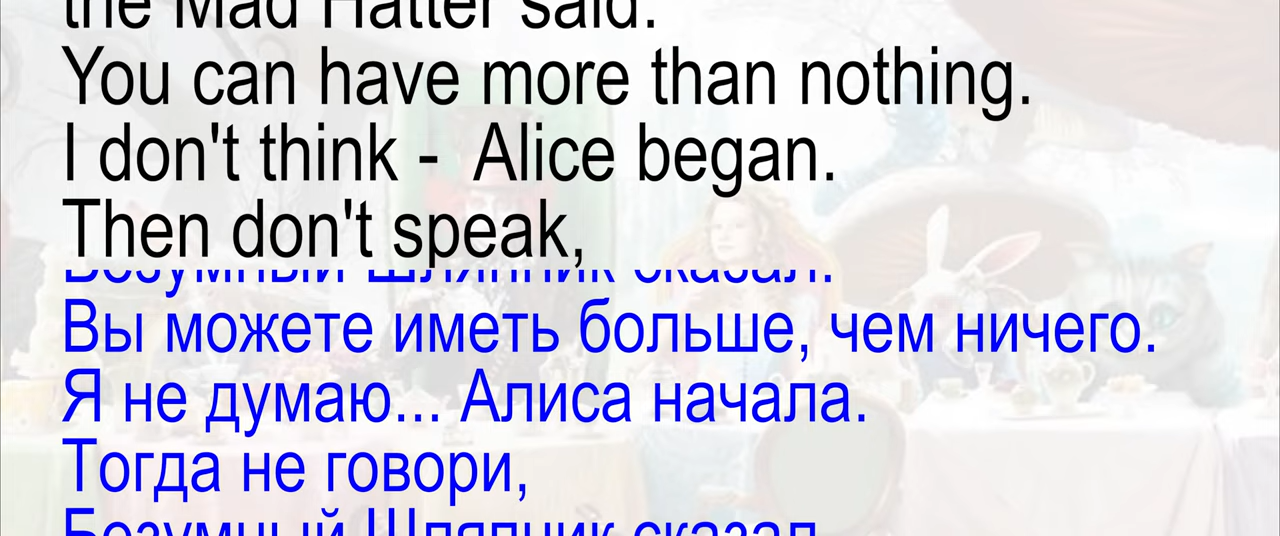 the Mad Hatter said.
You can have more than nothing.
I don't think - Alice began.
Then don't speak,
Безумный Шляпник сказал.
Вы можете иметь больше, чем ничего.
Я не думаю... Алиса начала.
Тогда не говори,
Безумный Шляпник сказал